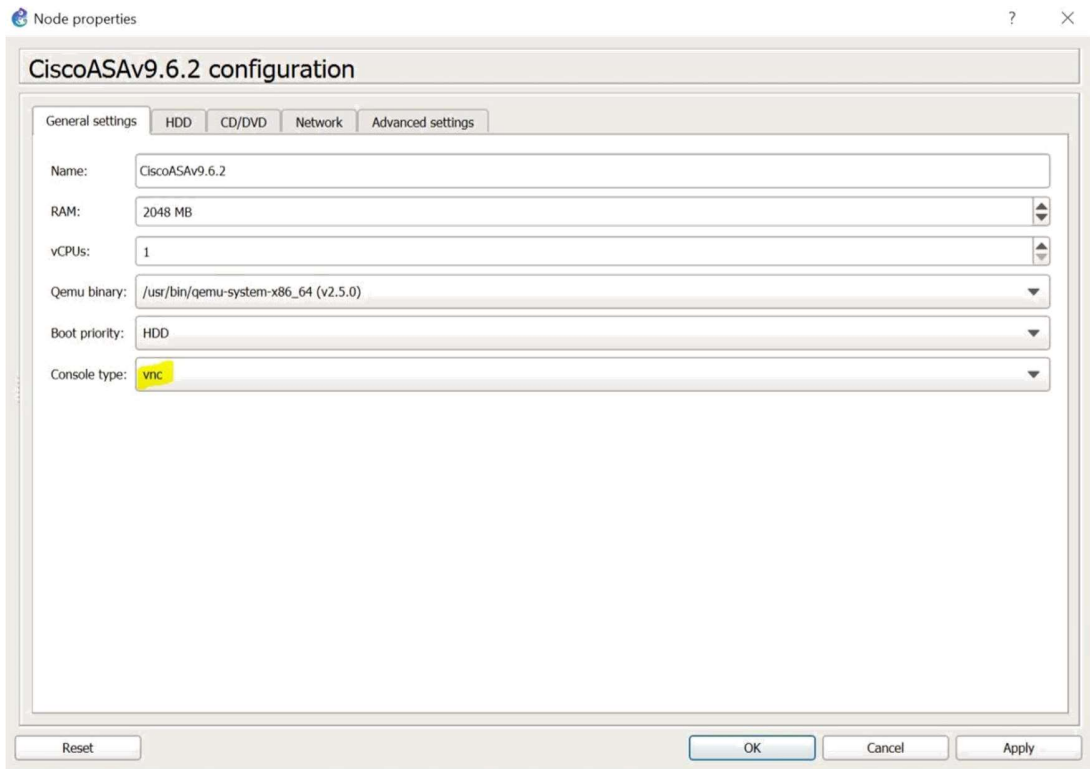 Node properties
?
CiscoASAv9.6.2 configuration
General settings HDD CD/DVD Network Advanced settings
Name: CiscoASAv9.6.2
RAM: 2048 MB
vCPUs: 1
Qemu binary: /usr/bin/qemu-system-x86_64 (v2.5.0)
Boot priority: HDD
Console type: vnc
Reset OK Cancel Apply